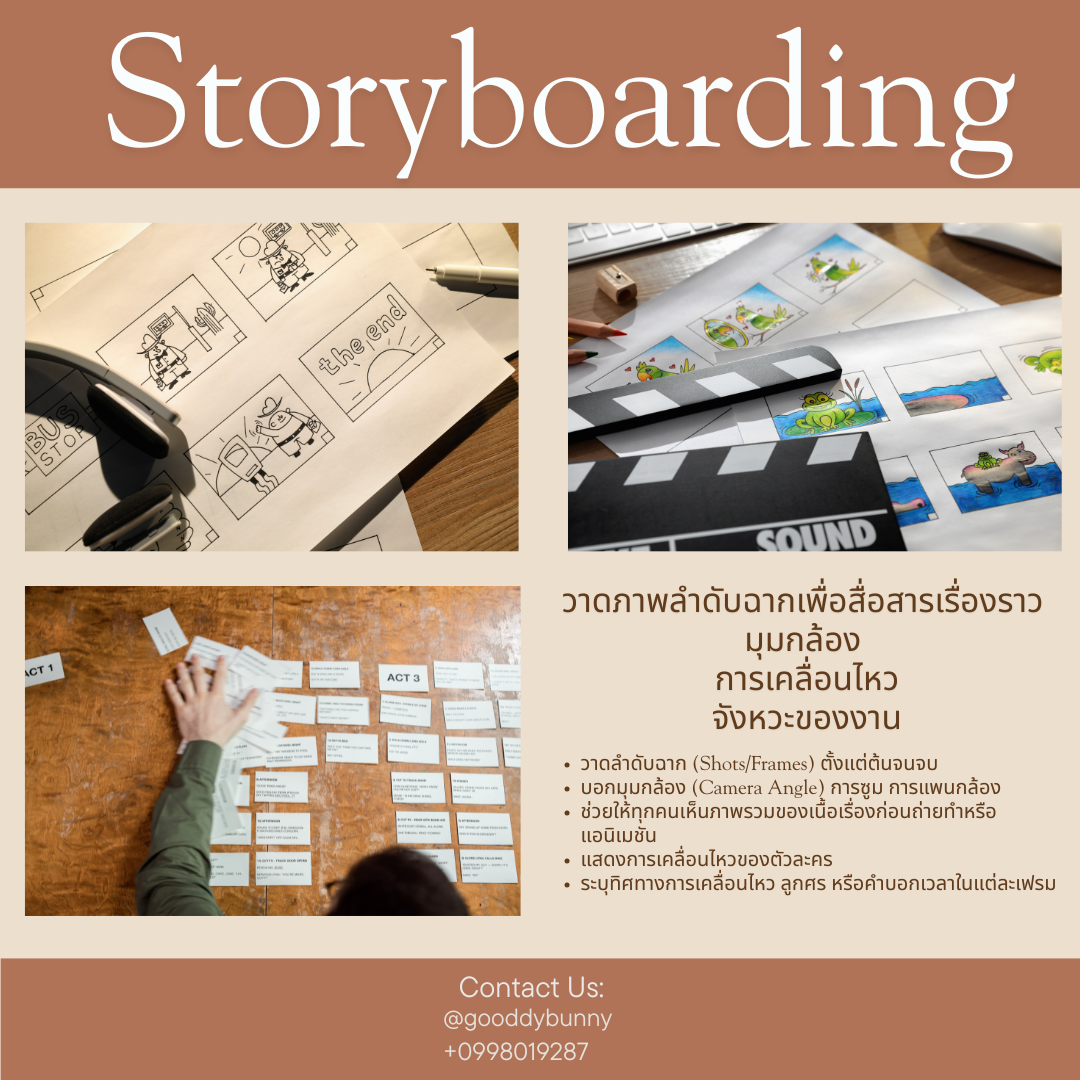 Storyboarding
the end
BUS
STOP
SOUND
ACT 1
ACT 3
วาดภาพลำดับฉากเพื่อสื่อสารเรื่องราว
มุมกล้อง
การเคลื่อนไหว
จังหวะของงาน
• วาดลำดับฉาก (Shots/Frames) ตั้งแต่ต้นจนจบ
• บอกมุมกล้อง (Camera Angle) การซูม การแพนกล้อง
• ช่วยให้ทุกคนเห็นภาพรวมของเนื้อเรื่องก่อนถ่ายทำหรือ
แอนิเมชัน
• แสดงการเคลื่อนไหวของตัวละคร
• ระบุทิศทางการเคลื่อนไหว ลูกศร หรือคำบอกเวลาในแต่ละเฟรม
Contact Us:
@gooddybunny
+0998019287